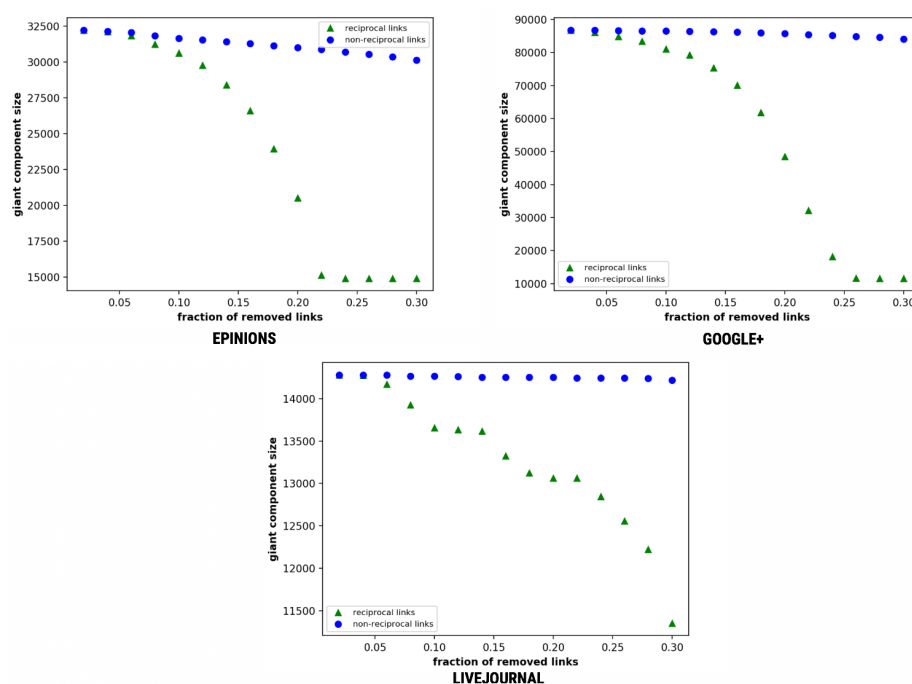 32500
30000
27500
25000
22500
20000
17500
15000
giant component size
reciprocal links
non-reciprocal links
0.05 0.10 0.15 0.20 0.25 0.30
fraction of removed links
EPINIONS
90000
80000
70000
60000
50000
40000
30000
20000
10000
giant component size
reciprocal links
non-reciprocal links
0.05 0.10 0.15 0.20 0.25 0.30
fraction of removed links
GOOGLE+
14000
13500
13000
12500
12000
11500
giant component size
reciprocal links
non-reciprocal links
0.05 0.10 0.15 0.20 0.25 0.30
fraction of removed links
LIVEJOURNAL